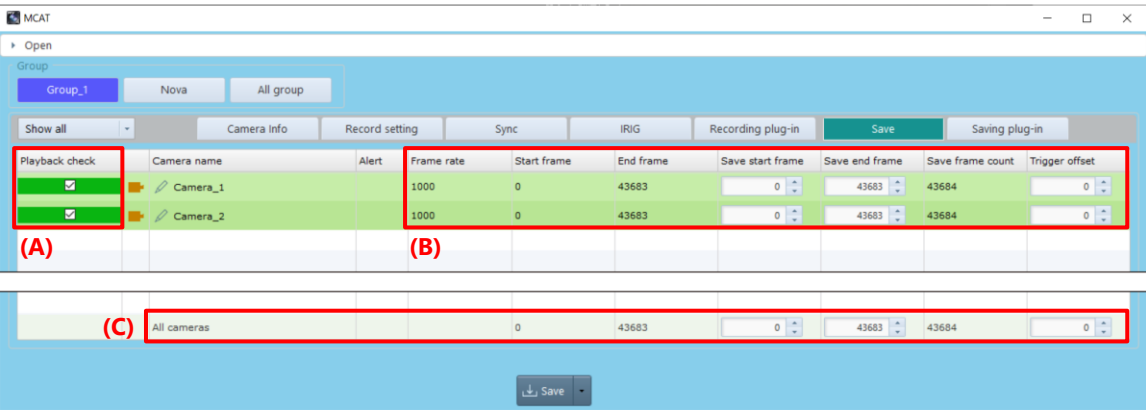 MCAT
Open
Group
Group_1 Nova All group
Show all Camera Info Record setting Sync IRIG Recording plug-in Save Saving plug-in
Playback check Camera name Alert Frame rate Start frame End frame Save start frame Save end frame Save frame count Trigger offset
Camera_1 1000 0 43683 0 43683 43684 0
Camera_2 1000 0 43683 0 43683 43684 0
(A) (B)
(C) All cameras 0 43683 0 43683 43684 0
Save